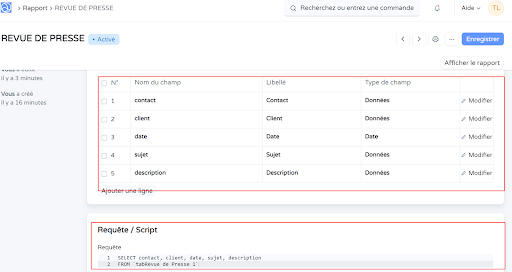 Rapport > REVUE DE PRESSE
Recherchez ou entrez une commande
Aide
TL
REVUE DE PRESSE
• Activé
Enregistrer
Afficher le rapport
il y a 3 minutes
Vous a créé
il y a 16 minutes
N° Nom du champ Libellé Type de champ
1 contact Contact Données Modifier
2 client Client Données Modifier
3 date Date Date Modifier
4 sujet Sujet Données Modifier
5 description Description Données Modifier
Ajouter une ligne
Requête / Script
Requête
1 SELECT contact, client, date, sujet, description
2 FROM `tabRevue de Presse 1`